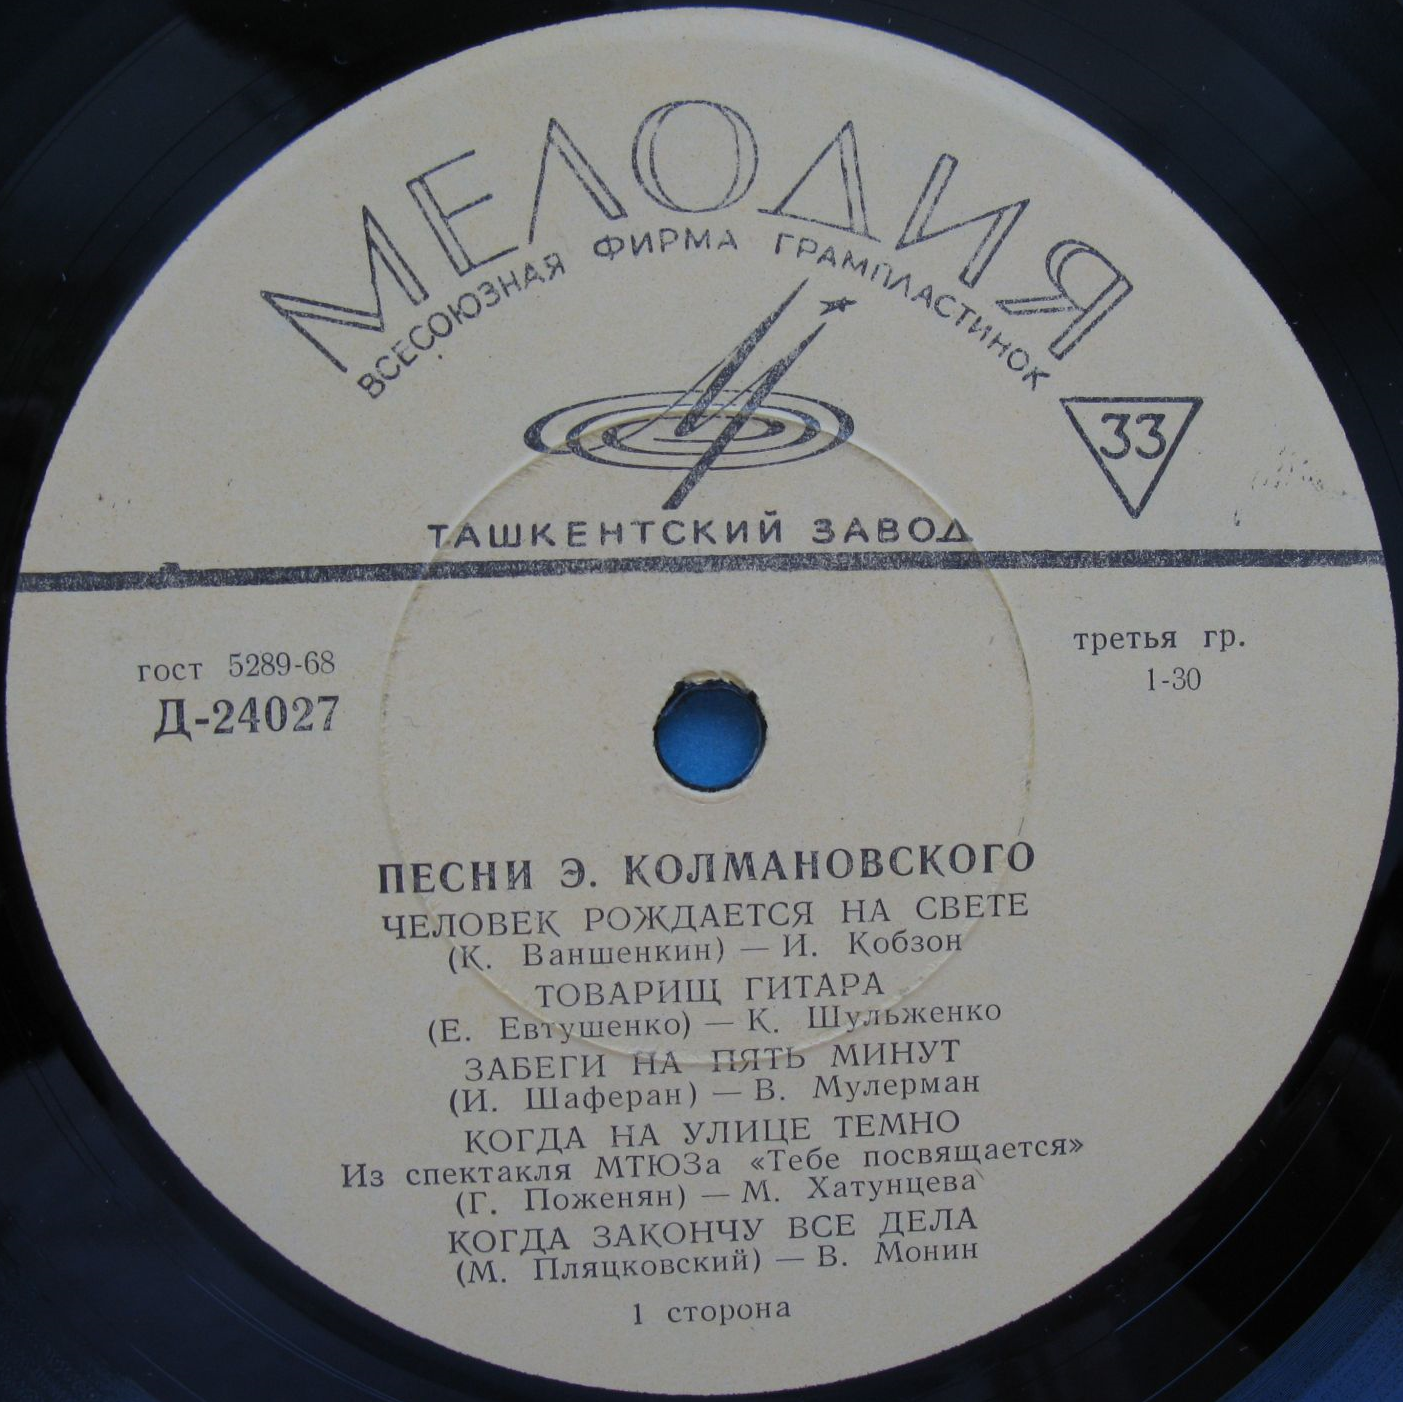 МЕЛОДИЯ
ВСЕСОЮЗНАЯ ФИРМА ГРАМПЛАСТИНОК
33
ТАШКЕНТСКИЙ ЗАВОД
гост 5289-68
Д-24027
третья гр.
1-30
ПЕСНИ Э. КОЛМАНОВСКОГО
ЧЕЛОВЕК РОЖДАЕТСЯ НА СВЕТЕ
(К. Ваншенкин) — И. Кобзон
ТОВАРИЩ ГИТАРА
(Е. Евтушенко) — К. Шульженко
ЗАБЕГИ НА ПЯТЬ МИНУТ
(И. Шаферан) — В. Мулерман
КОГДА НА УЛИЦЕ ТЕМНО
Из спектакля МТЮЗа «Тебе посвящается»
(Г. Поженян) — М. Хатунцева
КОГДА ЗАКОНЧУ ВСЕ ДЕЛА
(М. Пляцковский) — В. Монин
1 сторона